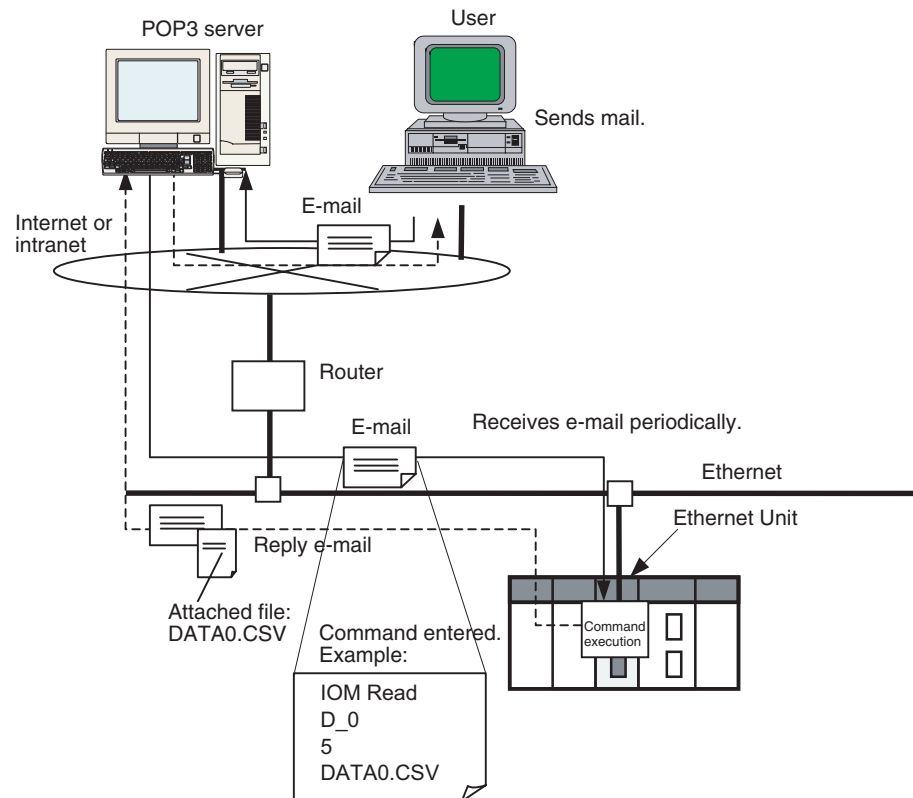 User
POP3 server
Sends mail.
E-mail
Internet or
intranet
Router
E-mail
Receives e-mail periodically.
Ethernet
Ethernet Unit
Reply e-mail
Attached file:
DATA0.CSV
Command
execution
Command entered.
Example:
IOM Read
D_0
5
DATA0.CSV